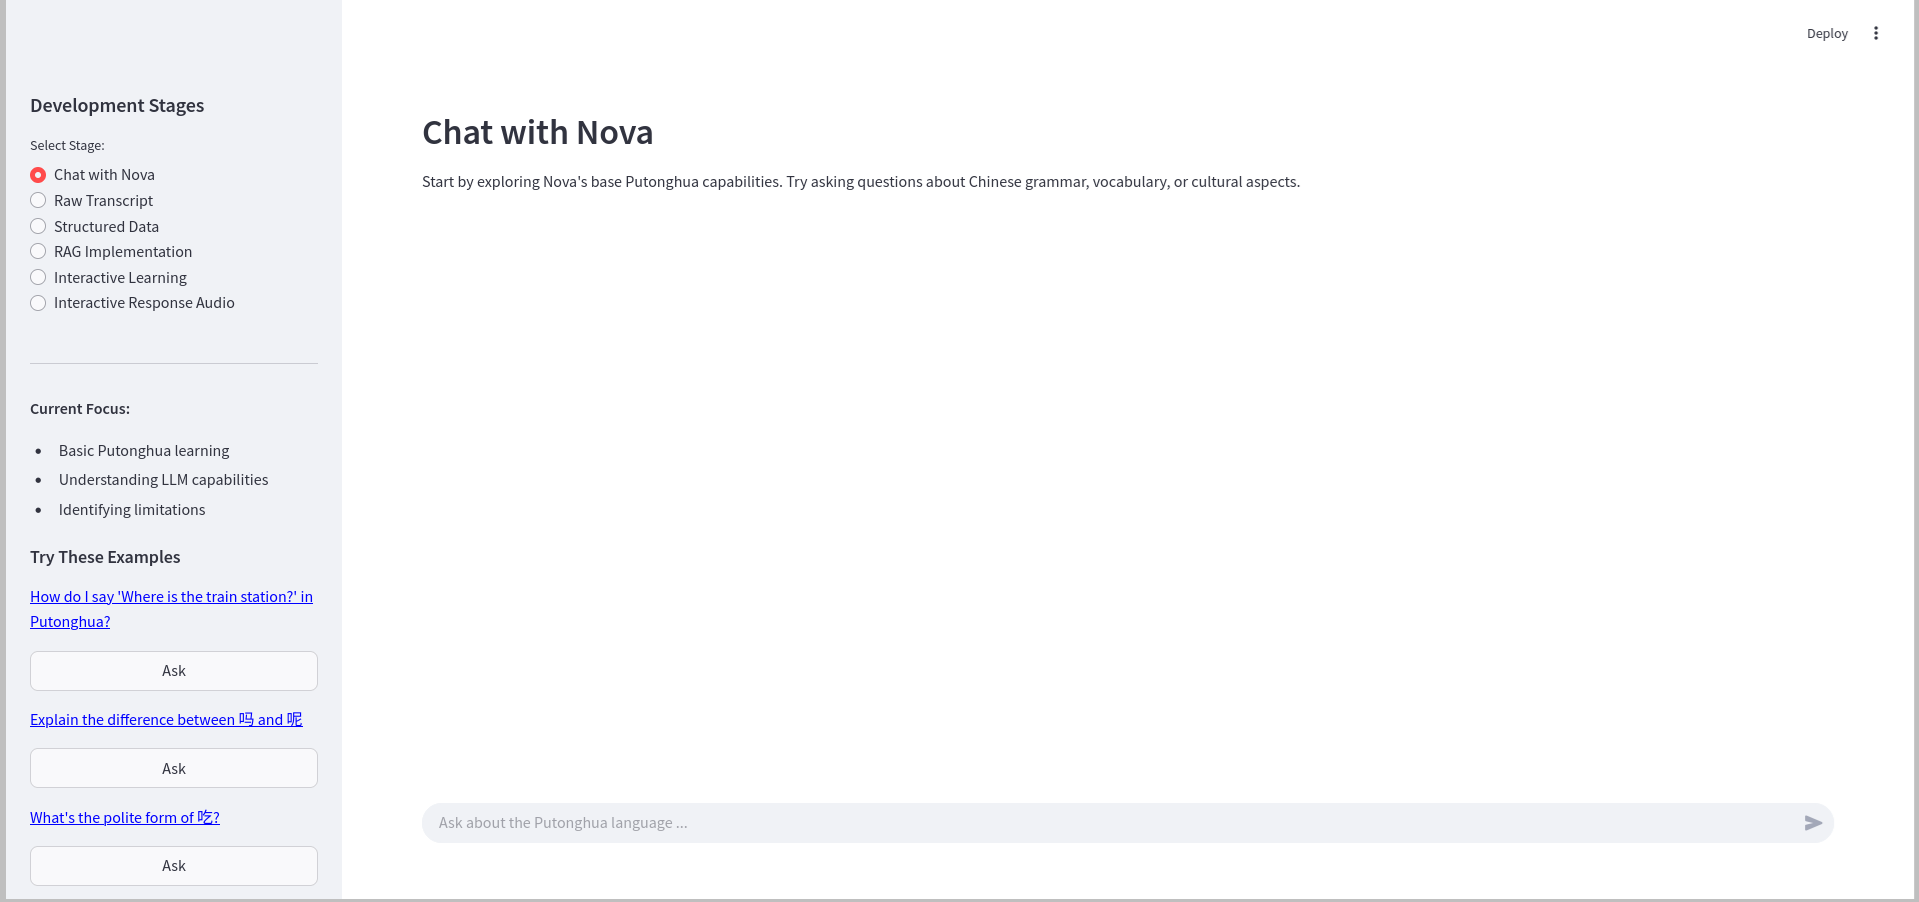 Deploy
Development Stages
Select Stage:
Chat with Nova
Raw Transcript
Structured Data
RAG Implementation
Interactive Learning
Interactive Response Audio
Current Focus:
Basic Putonghua learning
Understanding LLM capabilities
Identifying limitations
Try These Examples
How do I say 'Where is the train station?' in
Putonghua?
Ask
Explain the difference between 吗 and 呢
Ask
What's the polite form of 吃?
Ask
Chat with Nova
Start by exploring Nova's base Putonghua capabilities. Try asking questions about Chinese grammar, vocabulary, or cultural aspects.
Ask about the Putonghua language ...